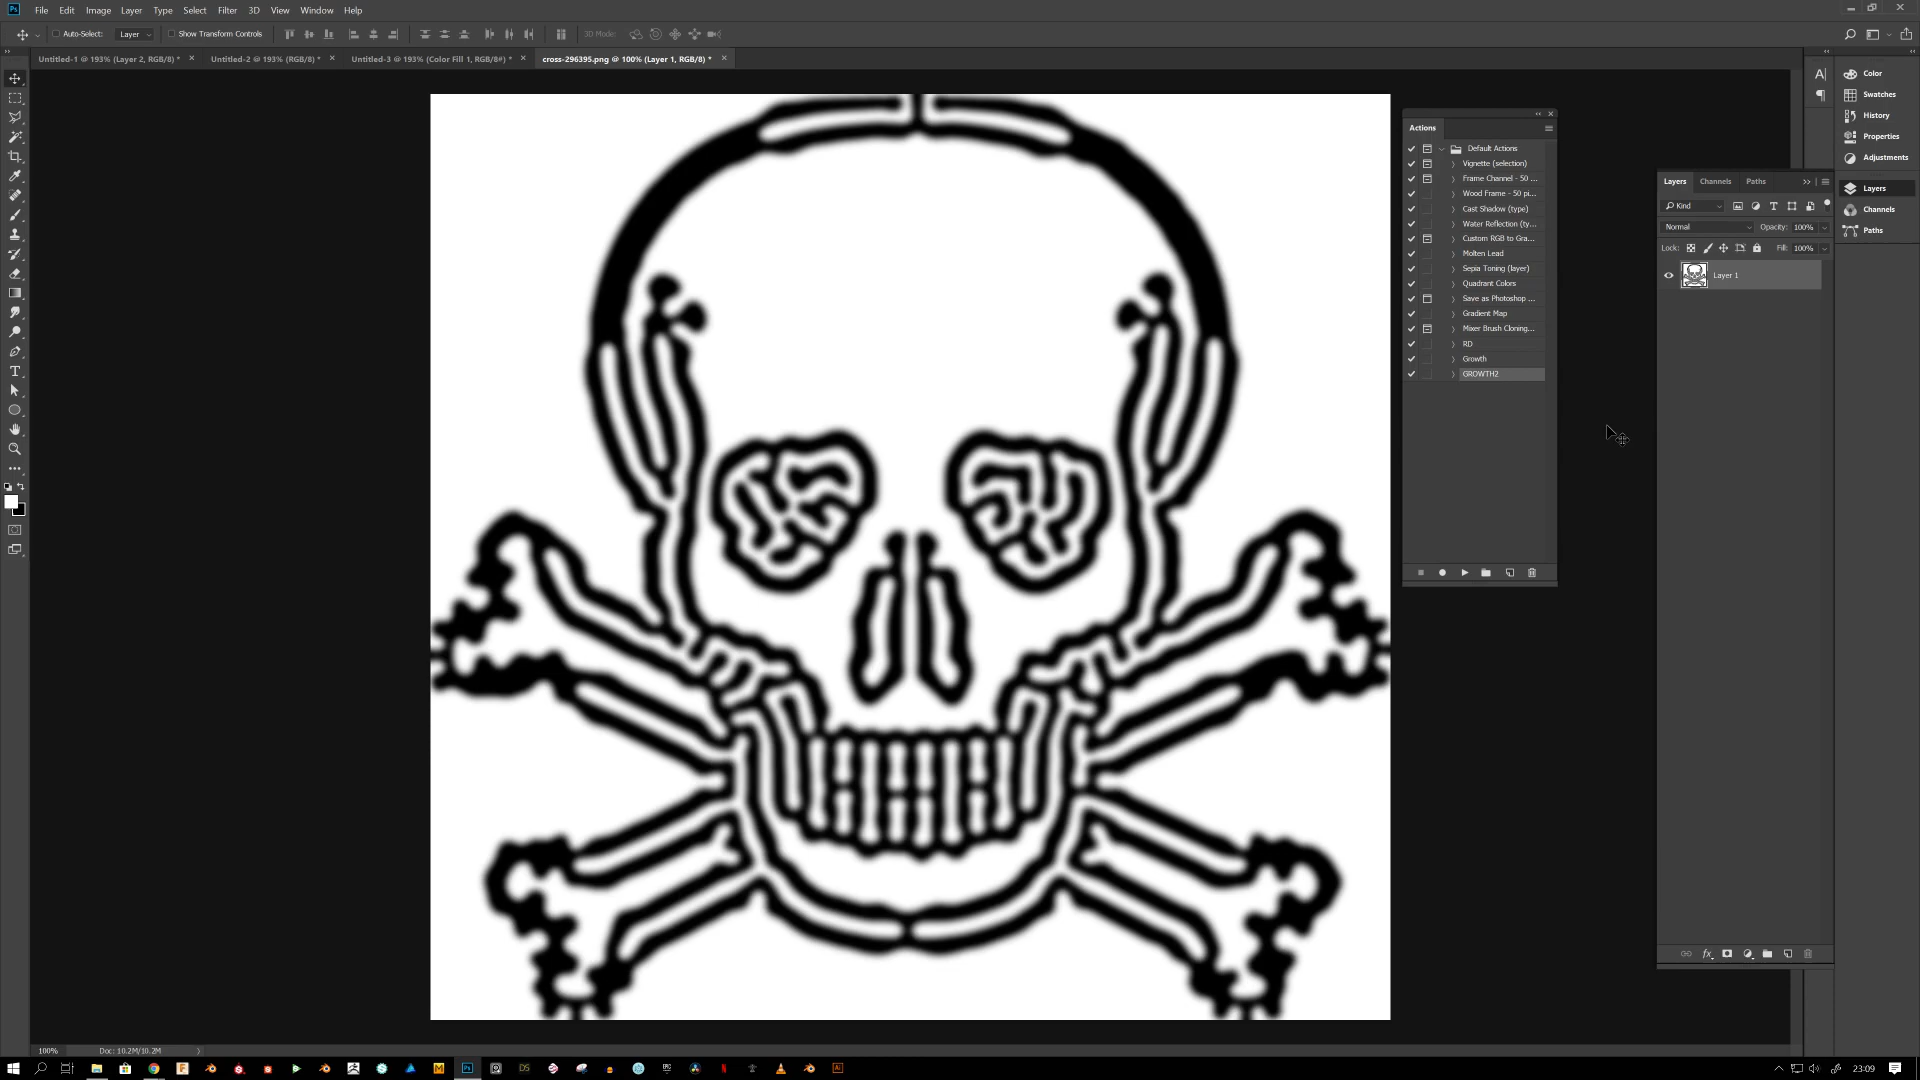 File Edit Image Layer Type Select Filter 3D View Window Help
Auto-Select: Layer Show Transform Controls 3D Mode:
Untitled-1 @ 193% (Layer 2, RGB/8) * Untitled-2 @ 193% (RGB/8) * Untitled-3 @ 193% (Color Fill 1, RGB/8#) * cross-296395.png @ 100% (Layer 1, RGB/8) *
Actions
Default Actions
Vignette (selection)
Frame Channel - 50 ...
Wood Frame - 50 pi...
Cast Shadow (type)
Water Reflection (ty...
Custom RGB to Gra...
Molten Lead
Sepia Toning (layer)
Quadrant Colors
Save as Photoshop ...
Gradient Map
Mixer Brush Cloning...
RD
Growth
GROWTH2
Layers Channels Paths
Kind
Normal Opacity: 100%
Lock: Fill: 100%
Layer 1
Color
Swatches
History
Properties
Adjustments
Layers
Channels
Paths
100% Doc: 10.2M/10.2M
23:09